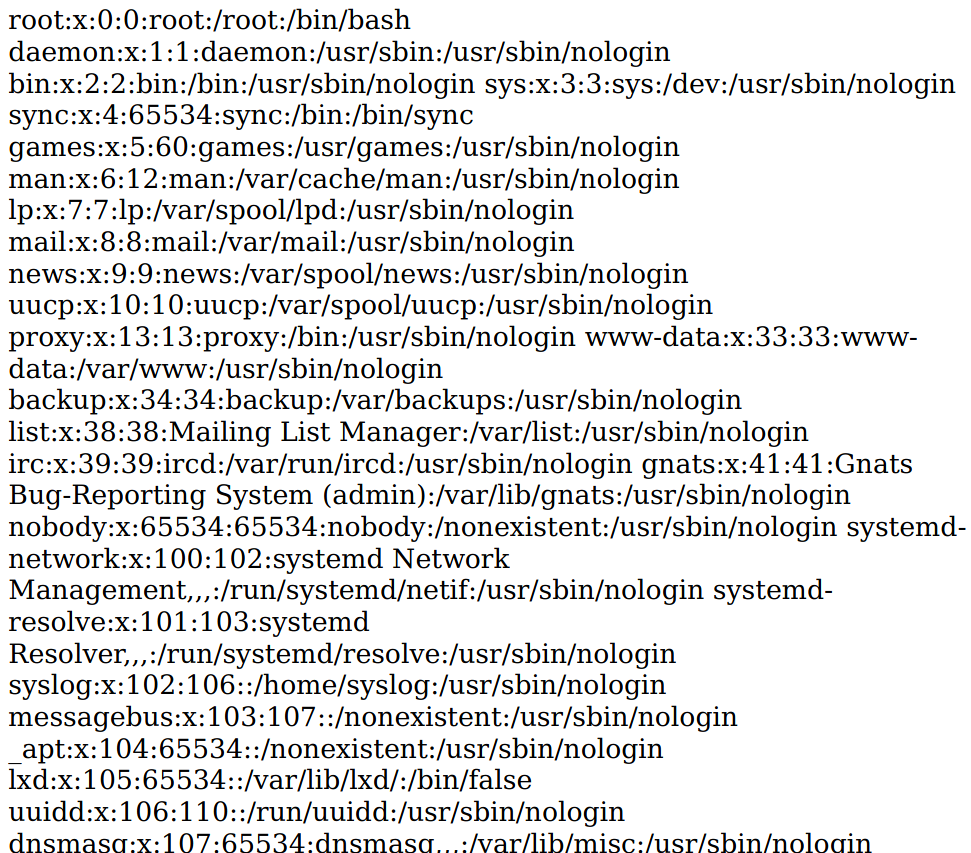 root:x:0:0:root:/root:/bin/bash
daemon:x:1:1:daemon:/usr/sbin:/usr/sbin/nologin
bin:x:2:2:bin:/bin:/usr/sbin/nologin sys:x:3:3:sys:/dev:/usr/sbin/nologin
sync:x:4:65534:sync:/bin:/bin/sync
games:x:5:60:games:/usr/games:/usr/sbin/nologin
man:x:6:12:man:/var/cache/man:/usr/sbin/nologin
lp:x:7:7:lp:/var/spool/lpd:/usr/sbin/nologin
mail:x:8:8:mail:/var/mail:/usr/sbin/nologin
news:x:9:9:news:/var/spool/news:/usr/sbin/nologin
uucp:x:10:10:uucp:/var/spool/uucp:/usr/sbin/nologin
proxy:x:13:13:proxy:/bin:/usr/sbin/nologin www-data:x:33:33:www-
data:/var/www:/usr/sbin/nologin
backup:x:34:34:backup:/var/backups:/usr/sbin/nologin
list:x:38:38:Mailing List Manager:/var/list:/usr/sbin/nologin
irc:x:39:39:ircd:/var/run/ircd:/usr/sbin/nologin gnats:x:41:41:Gnats
Bug-Reporting System (admin):/var/lib/gnats:/usr/sbin/nologin
nobody:x:65534:65534:nobody:/nonexistent:/usr/sbin/nologin systemd-
network:x:100:102:systemd Network
Management,,,:/run/systemd/netif:/usr/sbin/nologin systemd-
resolve:x:101:103:systemd
Resolver,,,:/run/systemd/resolve:/usr/sbin/nologin
syslog:x:102:106::/home/syslog:/usr/sbin/nologin
messagebus:x:103:107::/nonexistent:/usr/sbin/nologin
_apt:x:104:65534::/nonexistent:/usr/sbin/nologin
lxd:x:105:65534::/var/lib/lxd/:/bin/false
uuidd:x:106:110::/run/uuidd:/usr/sbin/nologin
dnsmasq:x:107:65534:dnsmasq,,,:/var/lib/misc:/usr/sbin/nologin